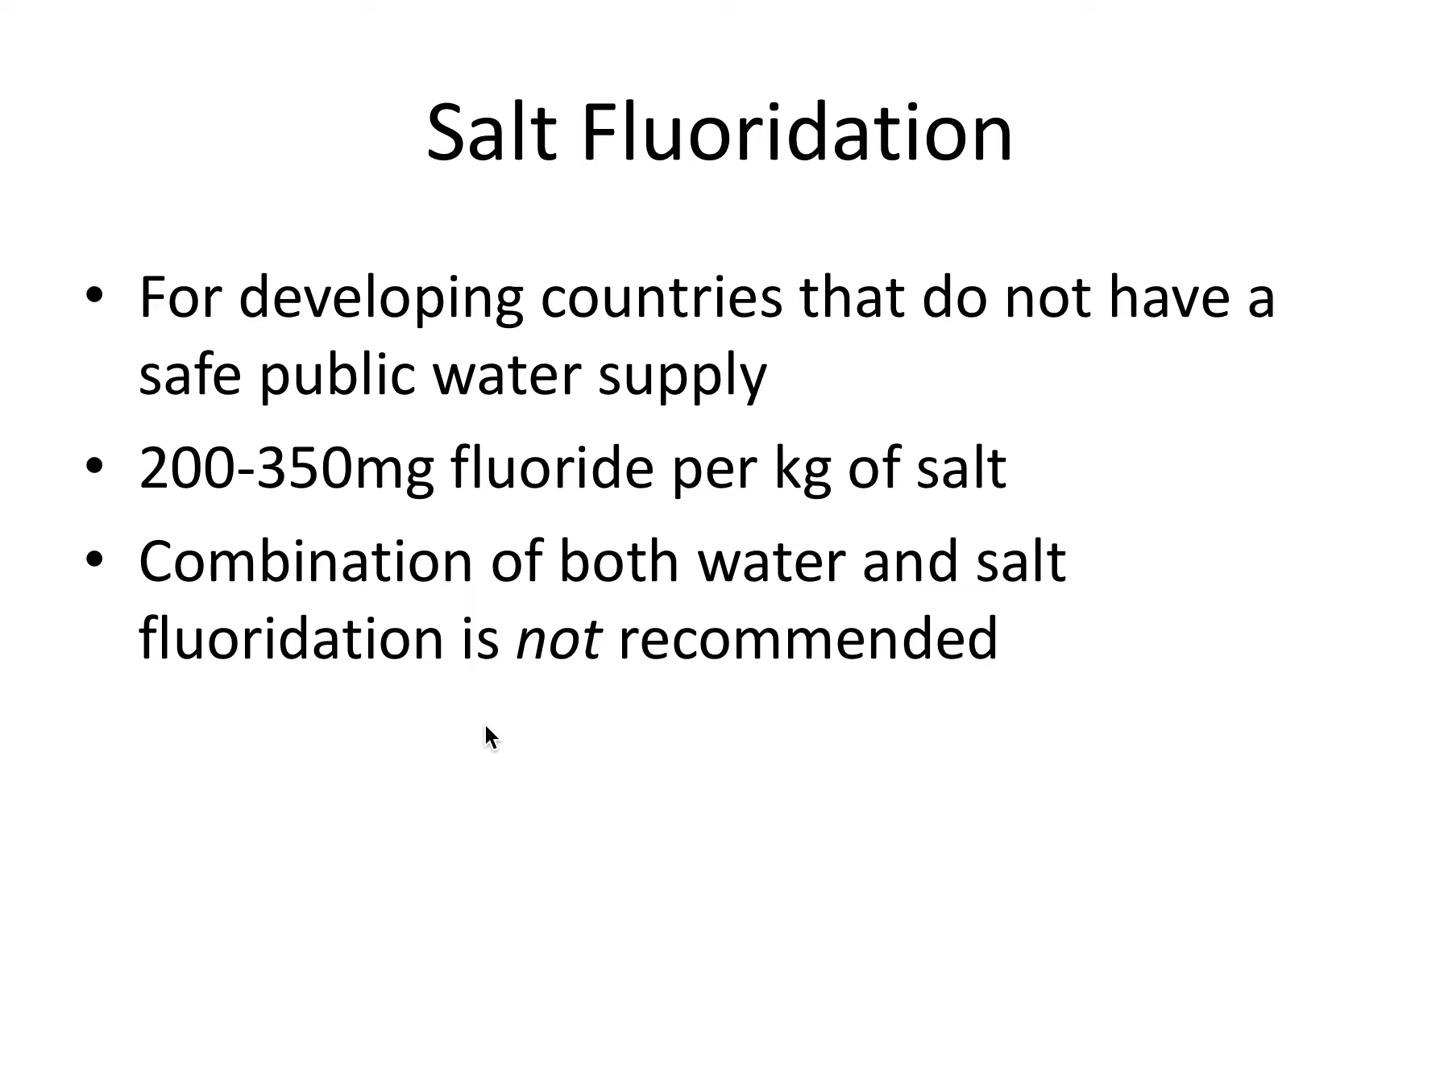 Salt Fluoridation
• For developing countries that do not have a
safe public water supply
• 200-350mg fluoride per kg of salt
• Combination of both water and salt
fluoridation is not recommended